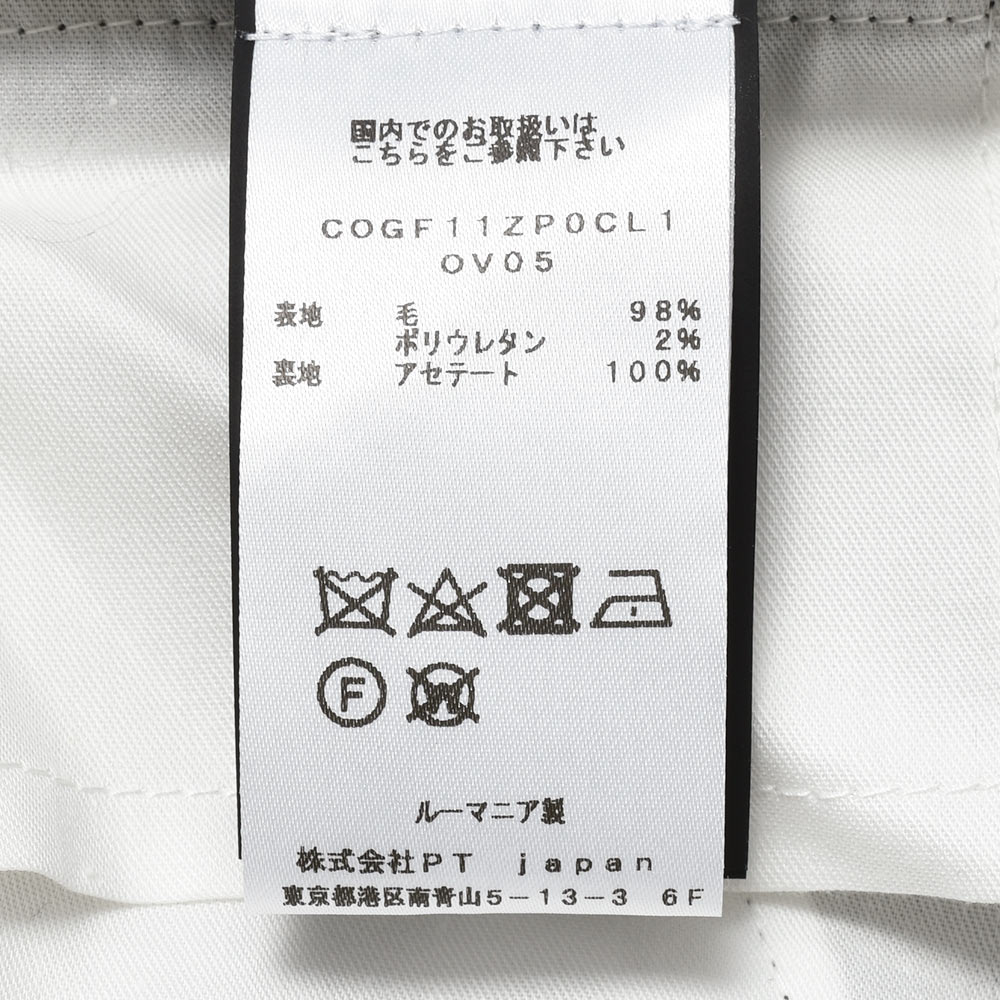 国内でのお取扱いは
こちらをご参照下さい
COGF11ZP0CL1
OV05
表地 毛 98%
ポリウレタン 2%
裏地 アセテート 100%
F W
ルーマニア製
株式会社PT japan
東京都港区南青山5-13-3 6F